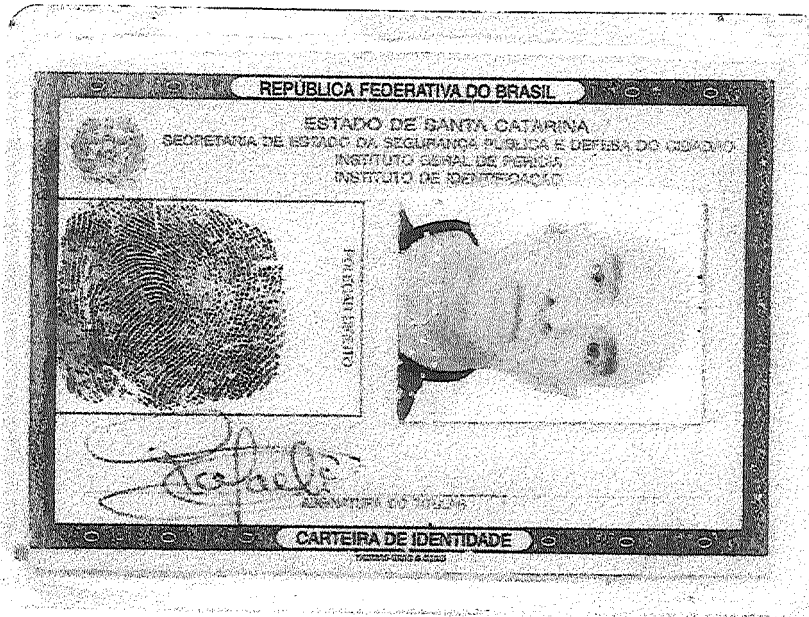 REPÚBLICA FEDERATIVA DO BRASIL
ESTADO DE SANTA CATARINA
SECRETARIA DE ESTADO DA SEGURANÇA PÚBLICA E DEFESA DO CIDADÃO
INSTITUTO GERAL DE PERÍCIA
INSTITUTO DE IDENTIFICAÇÃO
POLEGAR DIREITO
Rafael
ASSINATURA DO TITULAR
CARTEIRA DE IDENTIDADE